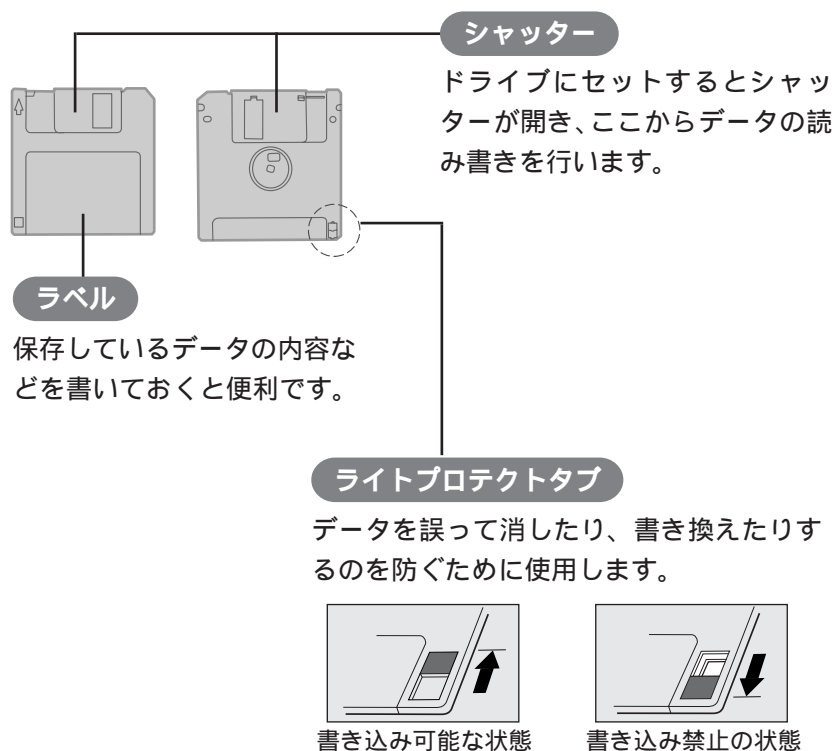 シャッター
ドライブにセットするとシャッ
ターが開き、ここからデータの読
み書きを行います。
ラベル
保存しているデータの内容な
どを書いておくと便利です。
ライトプロテクトタブ
データを誤って消したり、書き換えたりす
るのを防ぐために使用します。
書き込み可能な状態
書き込み禁止の状態